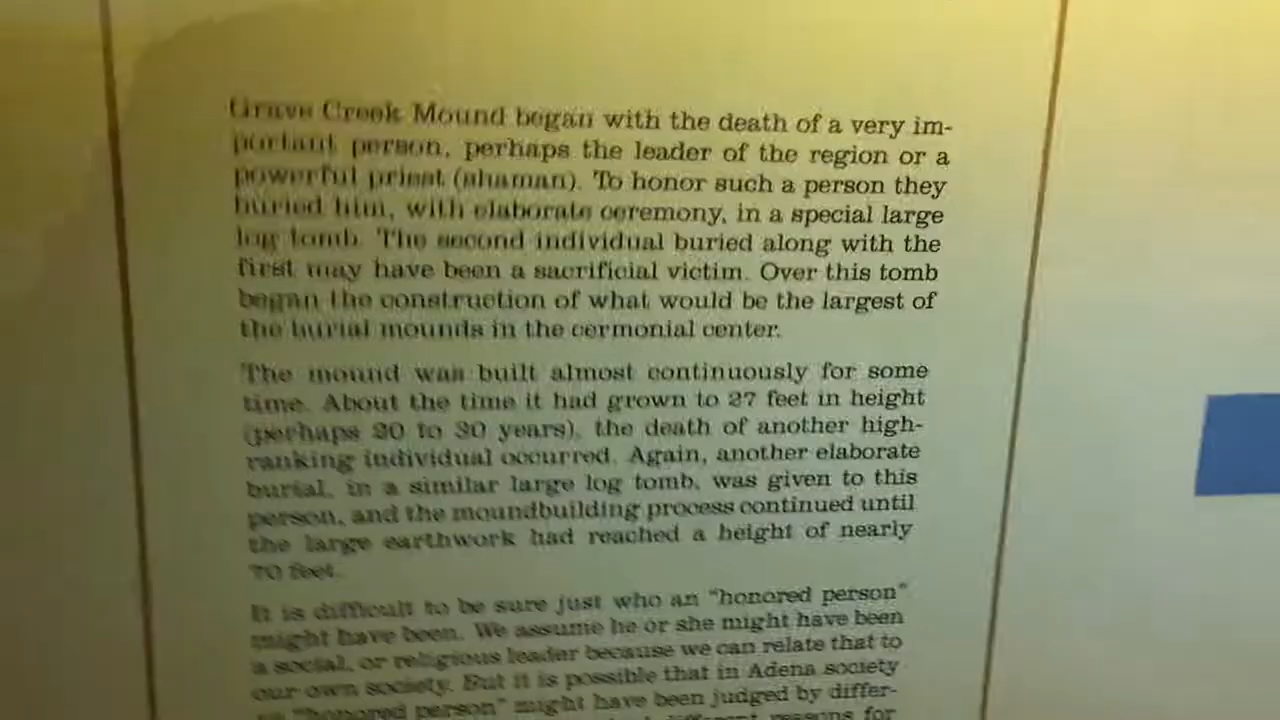 Grave Creek Mound began with the death of a very im-
portant person, perhaps the leader of the region or a
powerful priest (shaman). To honor such a person they
buried him, with elaborate ceremony, in a special large
log tomb. The second individual buried along with the
first may have been a sacrificial victim. Over this tomb
began the construction of what would be the largest of
the burial mounds in the cermonial center.
The mound was built almost continuously for some
time. About the time it had grown to 27 feet in height
(perhaps 20 to 30 years), the death of another high-
ranking individual occurred. Again, another elaborate
burial, in a similar large log tomb, was given to this
person, and the moundbuilding process continued until
the large earthwork had reached a height of nearly
70 feet.
It is difficult to be sure just who an "honored person"
might have been. We assume he or she might have been
a social, or religious leader because we can relate that to
our own society. But it is possible that in Adena society
"honored person" might have been judged by differ-
different reasons for